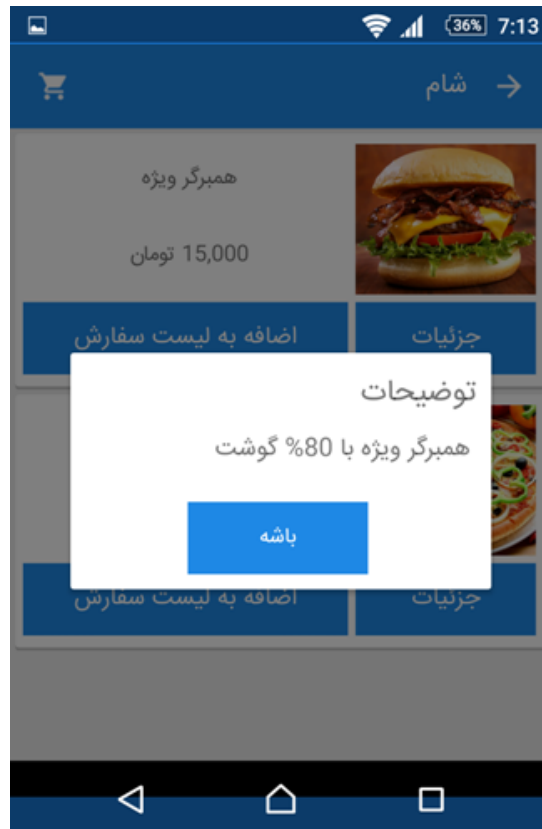 36% 7:13
شام
همبرگر ویژه
15,000 تومان
جزئیات
اضافه به لیست سفارش
توضیحات
همبرگر ویژه با 80% گوشت
باشه
جزئیات
اضافه به لیست سفارش